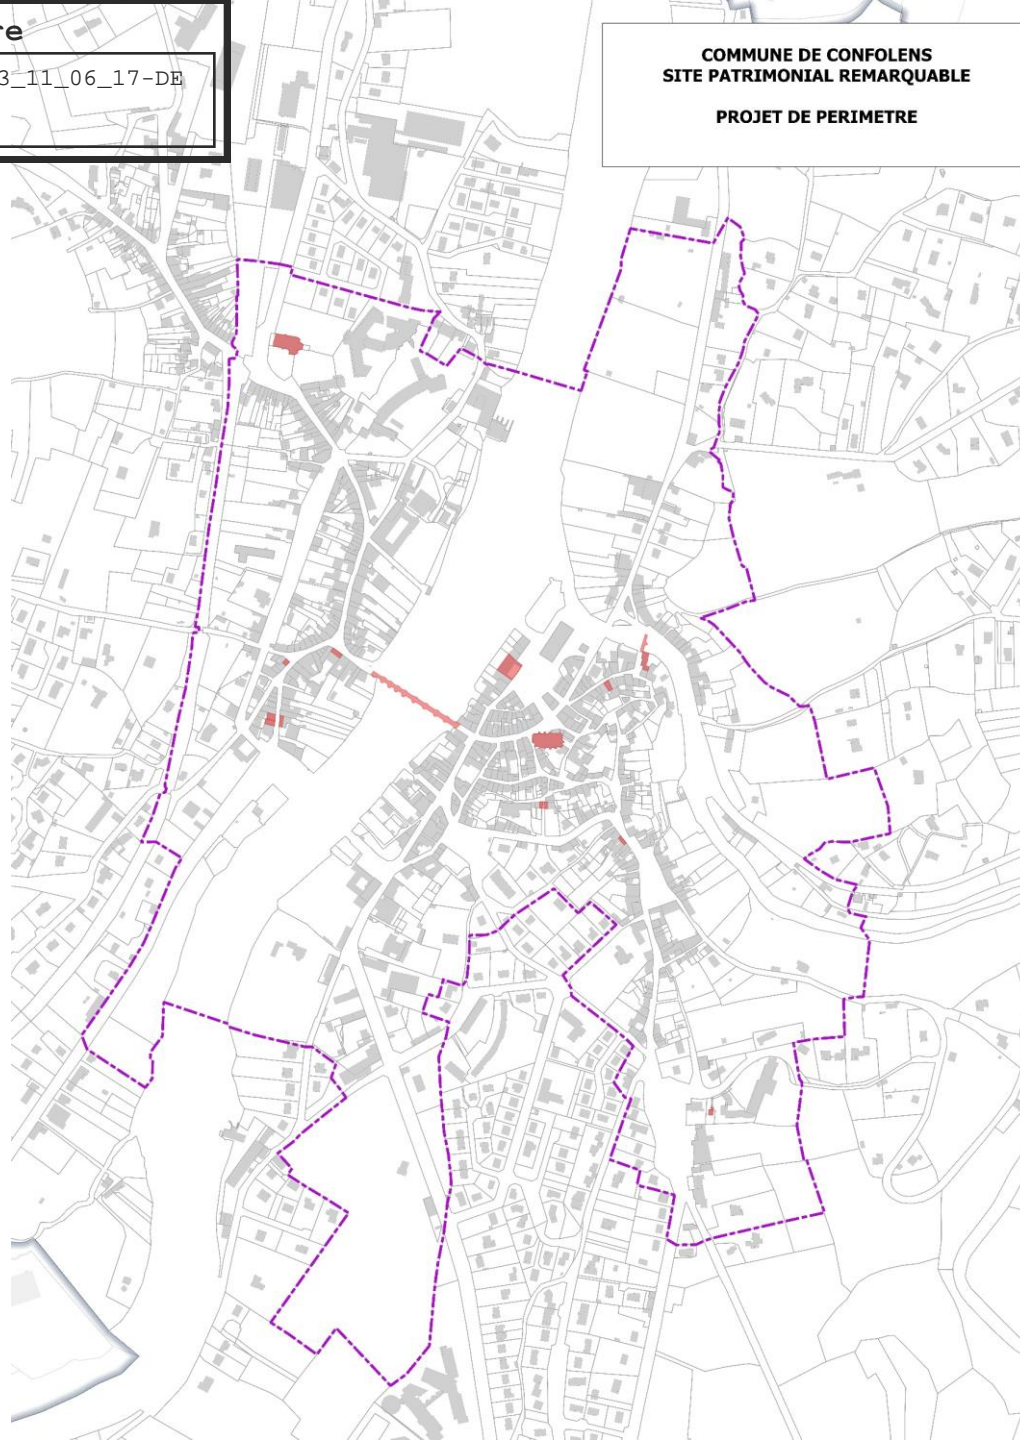 re
3_11_06_17-DE
COMMUNE DE CONFOLENS
SITE PATRIMONIAL REMARQUABLE
PROJET DE PERIMETRE